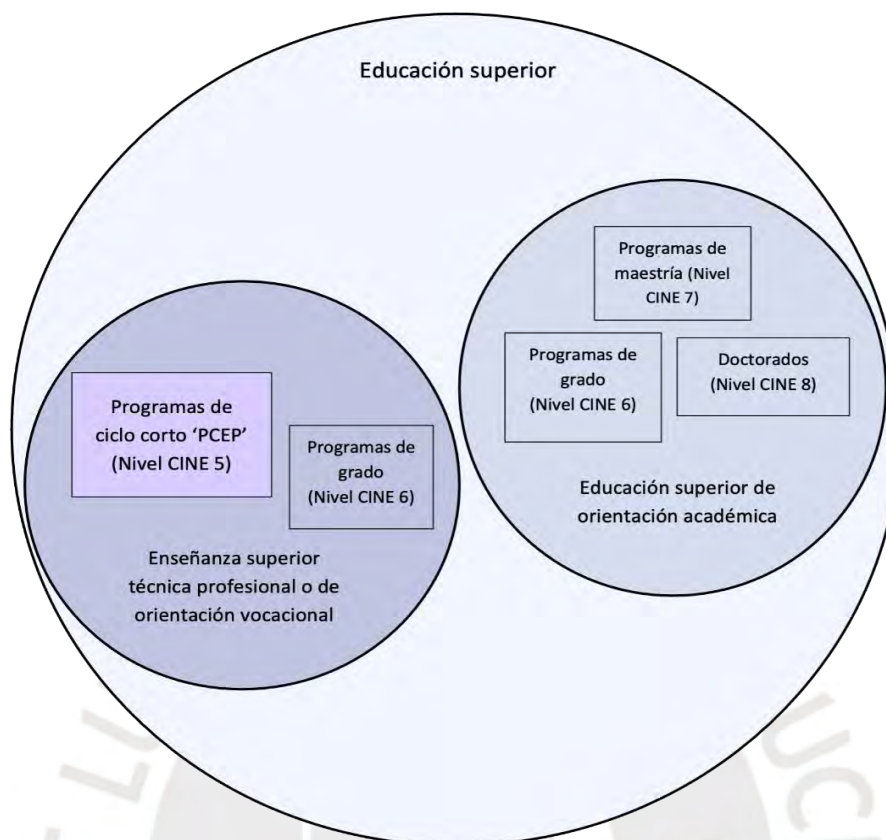 Educación superior
Programas de
maestría (Nivel
CINE 7)
Programas de
grado
(Nivel CINE 6)
Doctorados
(Nivel CINE 8)
Educación superior de
orientación académica
Programas de
ciclo corto ‘PCEP’
(Nivel CINE 5)
Programas de
grado
(Nivel CINE 6)
Enseñanza superior
técnica profesional o de
orientación vocacional